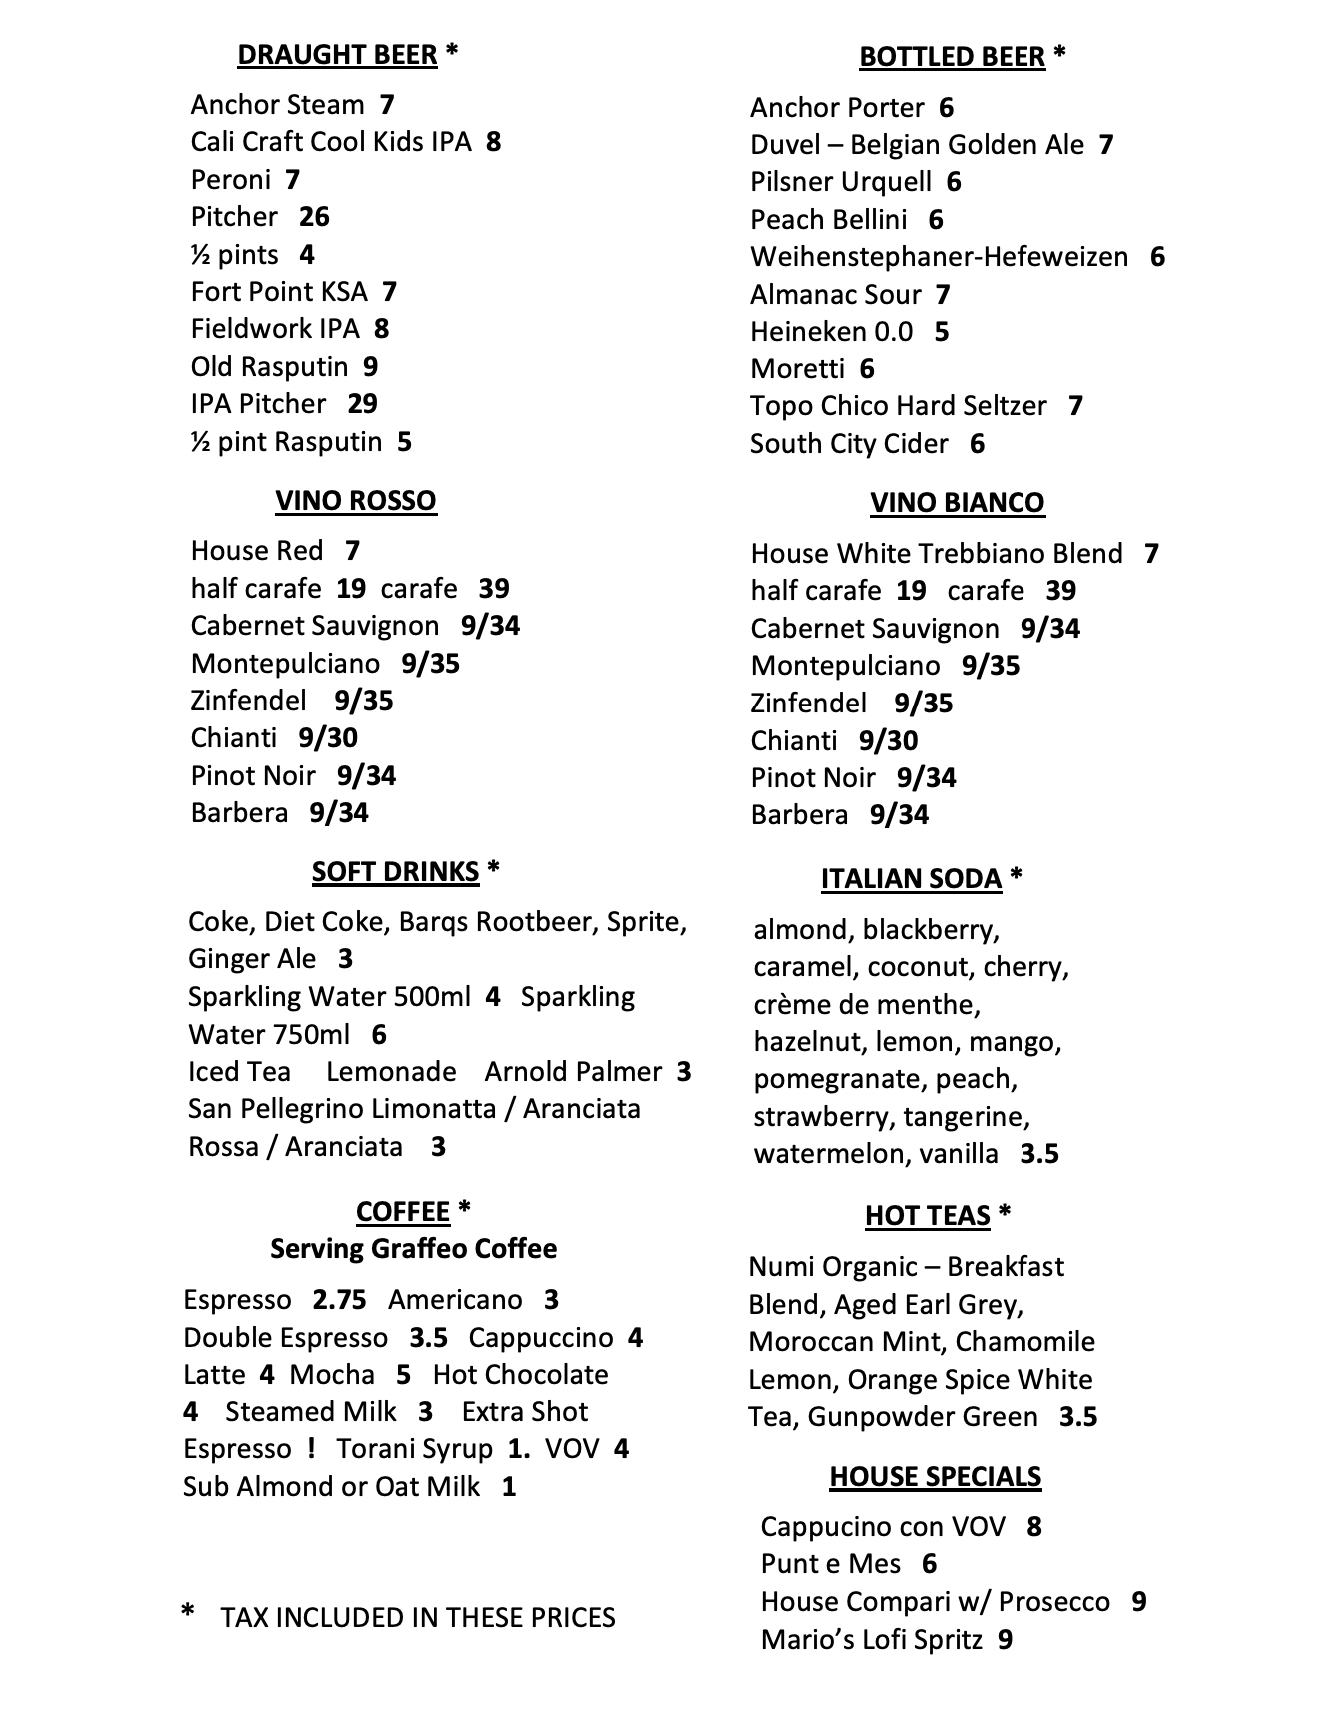 DRAUGHT BEER *
Anchor Steam 7
Cali Craft Cool Kids IPA 8
Peroni 7
Pitcher 26
½ pints 4
Fort Point KSA 7
Fieldwork IPA 8
Old Rasputin 9
IPA Pitcher 29
½ pint Rasputin 5
VINO ROSSO
House Red 7
half carafe 19 carafe 39
Cabernet Sauvignon 9/34
Montepulciano 9/35
Zinfendel 9/35
Chianti 9/30
Pinot Noir 9/34
Barbera 9/34
SOFT DRINKS *
Coke, Diet Coke, Barqs Rootbeer, Sprite,
Ginger Ale 3
Sparkling Water 500ml 4 Sparkling
Water 750ml 6
Iced Tea Lemonade Arnold Palmer 3
San Pellegrino Limonatta / Aranciata
Rossa / Aranciata 3
COFFEE *
Serving Graffeo Coffee
Espresso 2.75 Americano 3
Double Espresso 3.5 Cappuccino 4
Latte 4 Mocha 5 Hot Chocolate
4 Steamed Milk 3 Extra Shot
Espresso ! Torani Syrup 1. VOV 4
Sub Almond or Oat Milk 1
* TAX INCLUDED IN THESE PRICES
BOTTLED BEER *
Anchor Porter 6
Duvel – Belgian Golden Ale 7
Pilsner Urquell 6
Peach Bellini 6
Weihenstephaner-Hefeweizen 6
Almanac Sour 7
Heineken 0.0 5
Moretti 6
Topo Chico Hard Seltzer 7
South City Cider 6
VINO BIANCO
House White Trebbiano Blend 7
half carafe 19 carafe 39
Cabernet Sauvignon 9/34
Montepulciano 9/35
Zinfendel 9/35
Chianti 9/30
Pinot Noir 9/34
Barbera 9/34
ITALIAN SODA *
almond, blackberry,
caramel, coconut, cherry,
crème de menthe,
hazelnut, lemon, mango,
pomegranate, peach,
strawberry, tangerine,
watermelon, vanilla 3.5
HOT TEAS *
Numi Organic – Breakfast
Blend, Aged Earl Grey,
Moroccan Mint, Chamomile
Lemon, Orange Spice White
Tea, Gunpowder Green 3.5
HOUSE SPECIALS
Cappucino con VOV 8
Punt e Mes 6
House Compari w/ Prosecco 9
Mario’s Lofi Spritz 9